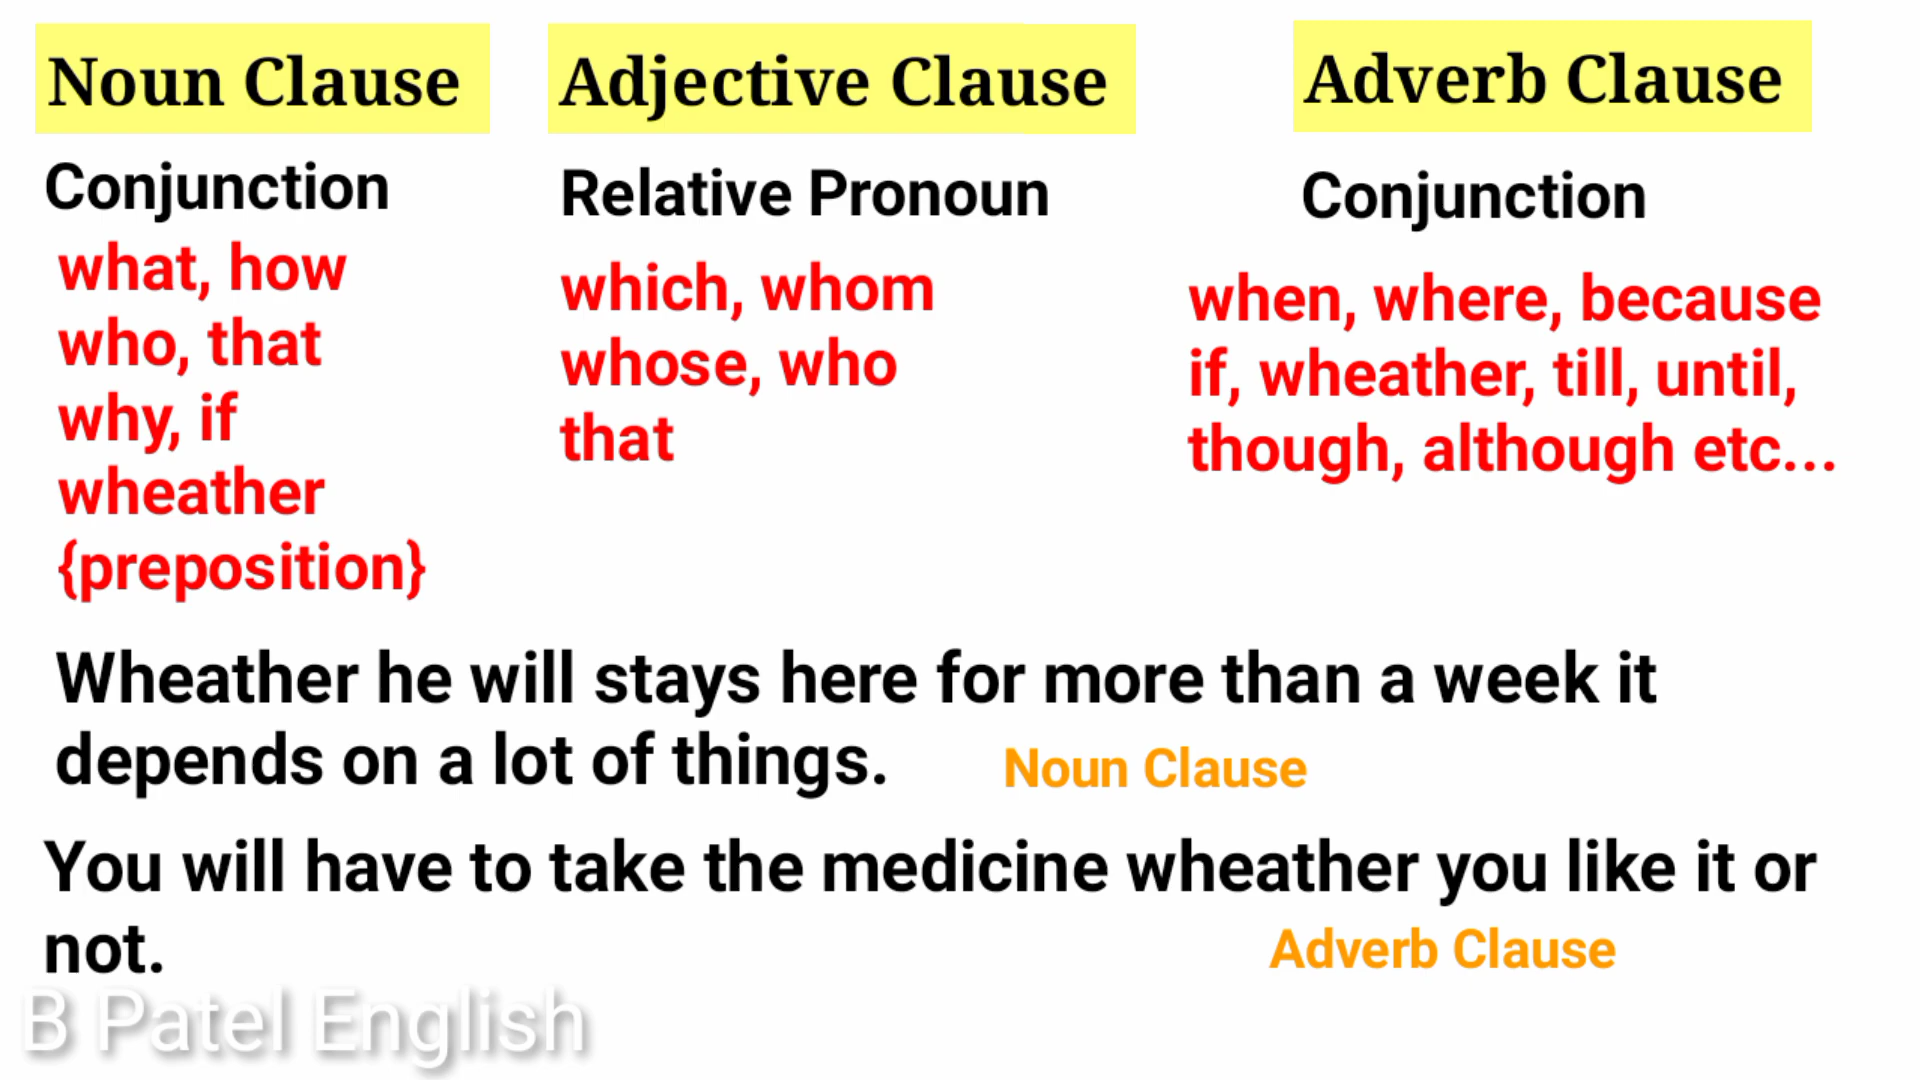 Noun Clause
Adjective Clause
Adverb Clause
Conjunction
what, how
who, that
why, if
wheather
{preposition}
Relative Pronoun
which, whom
whose, who
that
Conjunction
when, where, because
if, wheather, till, until,
though, although etc...
Wheather he will stays here for more than a week it
depends on a lot of things.
Noun Clause
You will have to take the medicine wheather you like it or
not.
Adverb Clause
B Patel English